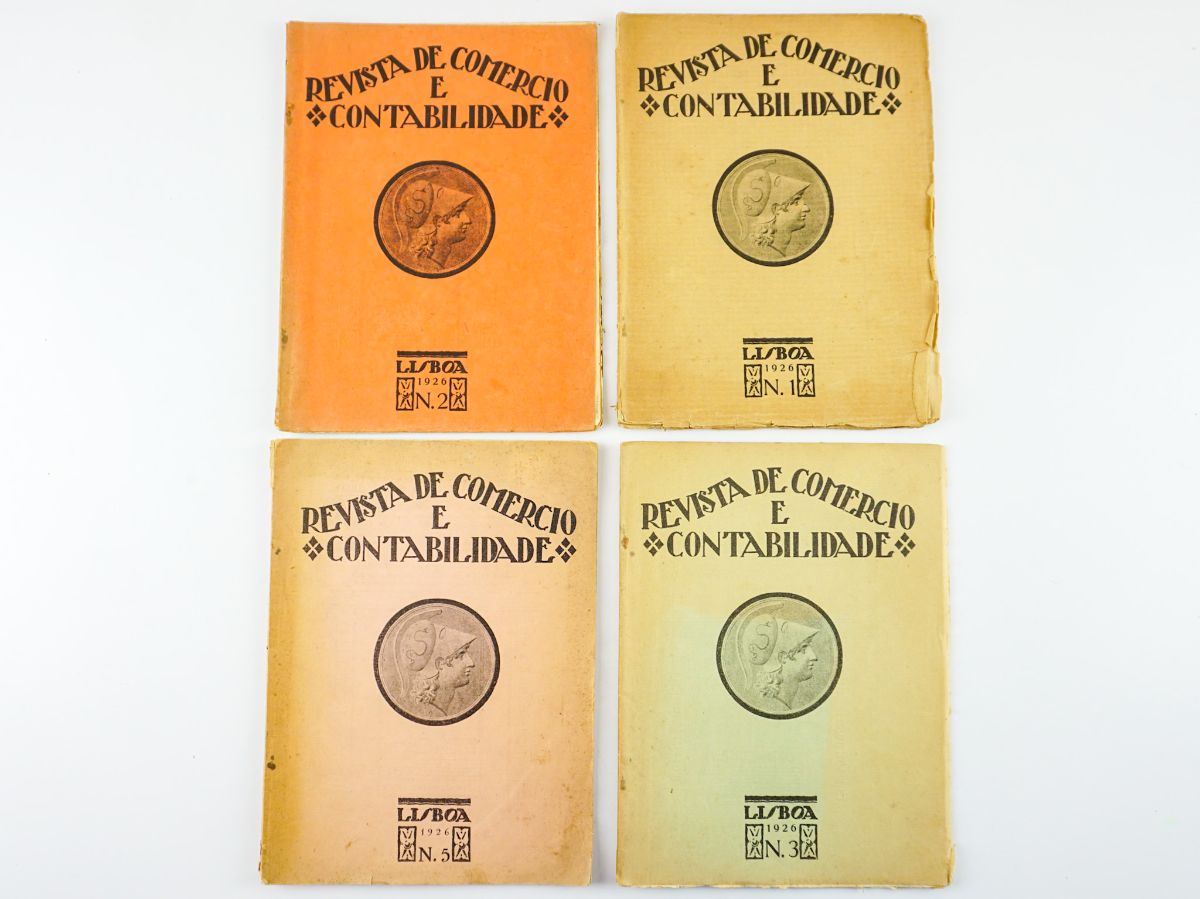 REVISTA DE COMERCIO
E
CONTABILIDADE
LISBOA
1926
N.2
REVISTA DE COMERCIO
E
CONTABILIDADE
LISBOA
1926
N.1
REVISTA DE COMERCIO
E
CONTABILIDADE
LISBOA
1926
N.5
REVISTA DE COMERCIO
E
CONTABILIDADE
LISBOA
1926
N.3